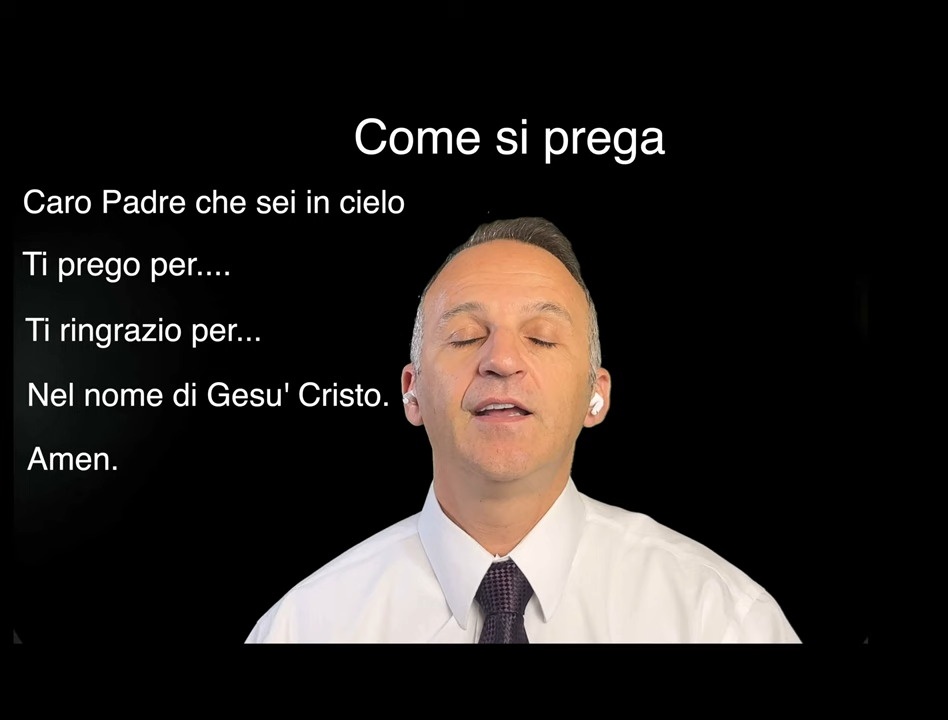 Come si prega
Caro Padre che sei in cielo
Ti prego per....
Ti ringrazio per...
Nel nome di Gesu' Cristo.
Amen.